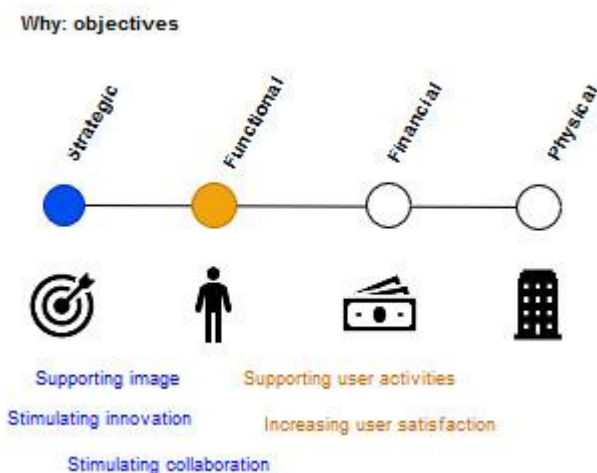 Why: objectives
Strategic
Functional
Financial
Physical
Supporting image
Supporting user activities
Stimulating innovation
Increasing user satisfaction
Stimulating collaboration